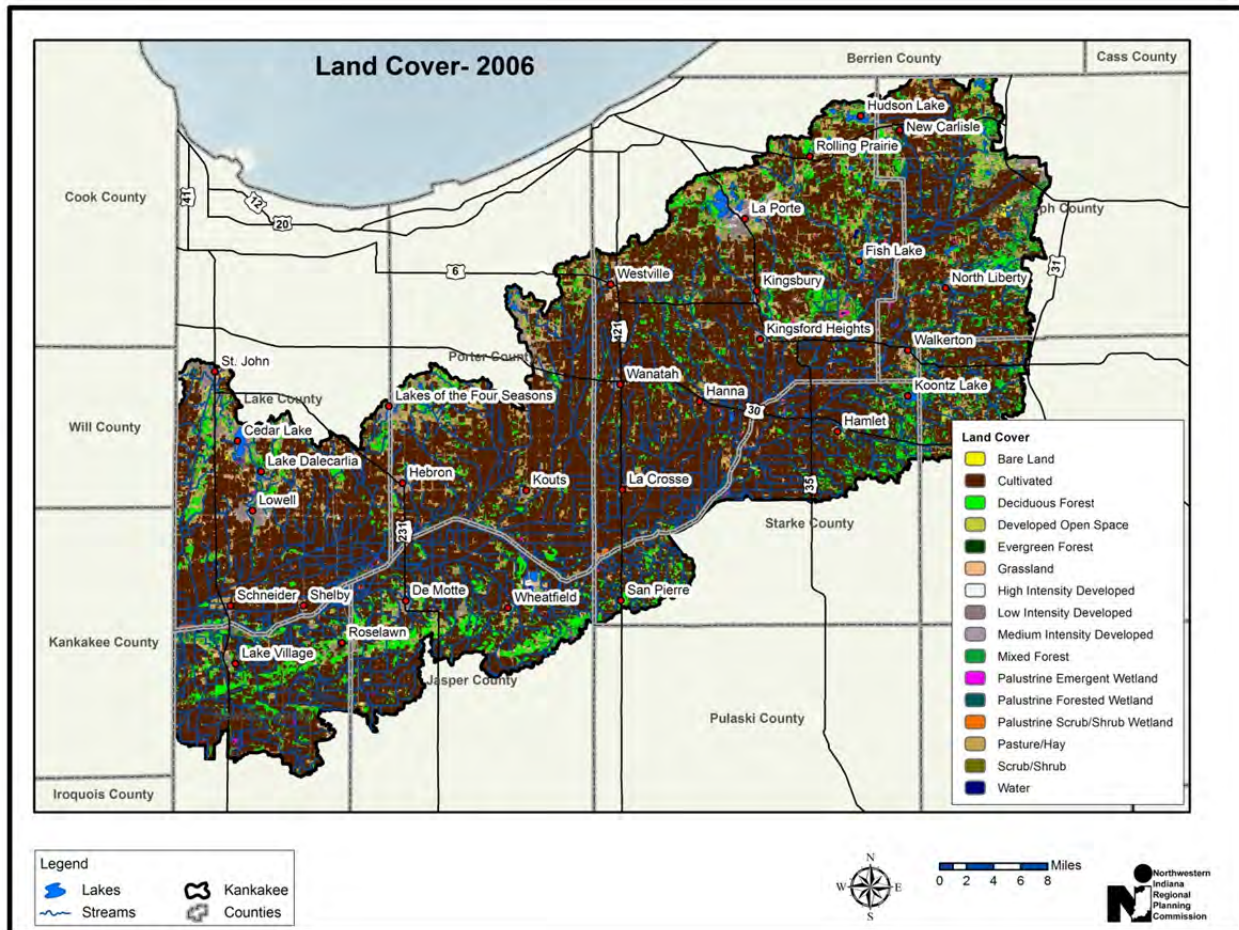 Land Cover- 2006
Berrien County
Cass County
Hudson Lake
New Carlisle
Rolling Prairie
Cook County
41
12
20
La Porte
ph County
6
Westville
Fish Lake
31
Kingsbury
North Liberty
421
Kingsford Heights
Porter County
Walkerton
St. John
Wanatah
Lake County
Lakes of the Four Seasons
Hanna
Koontz Lake
30
Will County
Cedar Lake
Hamlet
Lake Dalecarlia
Hebron
Kouts
La Crosse
35
Lowell
231
Starke County
Schneider
Shelby
De Motte
Wheatfield
San Pierre
Kankakee County
Roselawn
Lake Village
Jasper County
Pulaski County
Iroquois County
Land Cover
Bare Land
Cultivated
Deciduous Forest
Developed Open Space
Evergreen Forest
Grassland
High Intensity Developed
Low Intensity Developed
Medium Intensity Developed
Mixed Forest
Palustrine Emergent Wetland
Palustrine Forested Wetland
Palustrine Scrub/Shrub Wetland
Pasture/Hay
Scrub/Shrub
Water
Legend
Lakes
Kankakee
Streams
Counties
N
W
E
S
Miles
0 2 4 6 8
Northwestern
Indiana
Regional
Planning
Commission